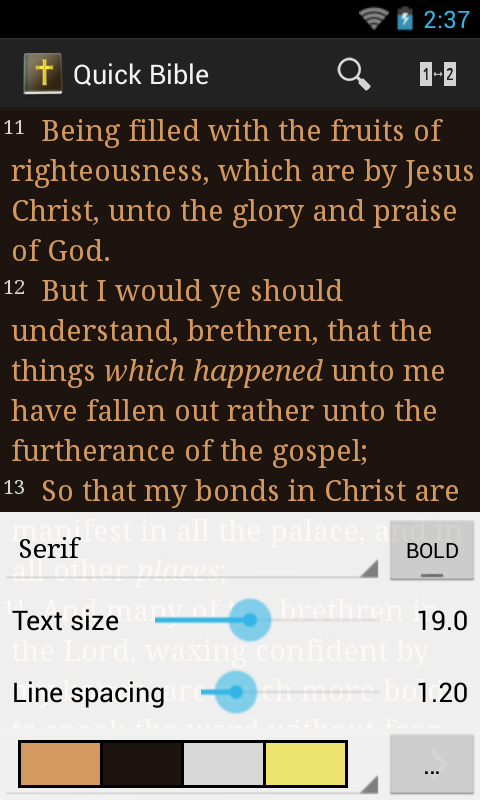 2:37
Quick Bible
1↔2
11 Being filled with the fruits of
righteousness, which are by Jesus
Christ, unto the glory and praise
of God.
12 But I would ye should
understand, brethren, that the
things which happened unto me
have fallen out rather unto the
furtherance of the gospel;
13 So that my bonds in Christ are
manifest in all the palace, and in
all other places;
Serif
BOLD
And many of the brethren in
Text size 19.0
the Lord, waxing confident by
Line spacing 1.20
are much more bold
to speak the word without fear.
...